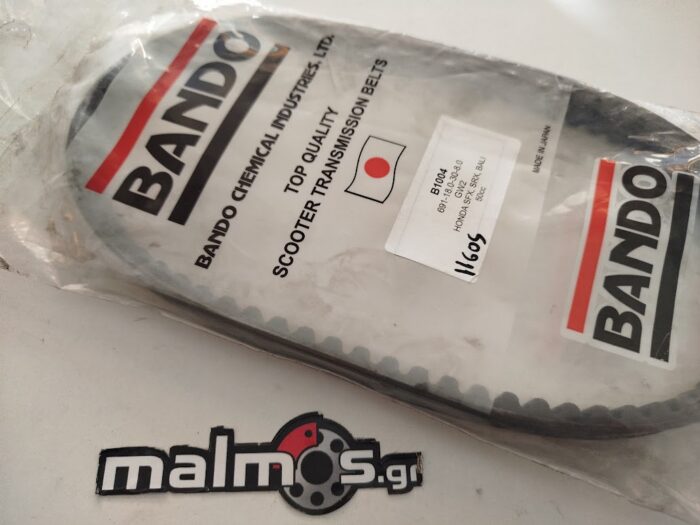 BANDO
BANDO CHEMICAL INDUSTRIES, LTD.
TOP QUALITY
SCOOTER TRANSMISSION BELTS
B1004
691-18.0-30-8.0
GW2
HONDA SFX, SRX, BALI
50cc
11605
MADE IN JAPAN
BANDO
malmos.gr